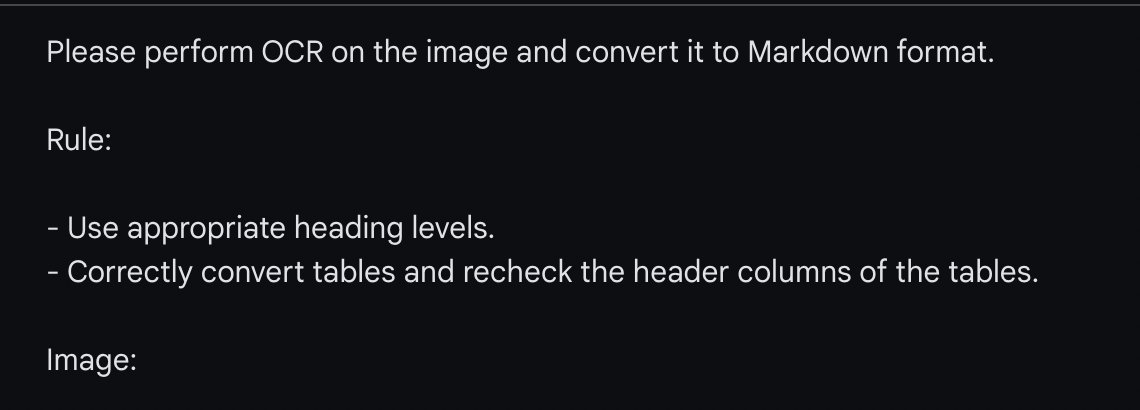 Please perform OCR on the image and convert it to Markdown format.
Rule:
- Use appropriate heading levels.
- Correctly convert tables and recheck the header columns of the tables.
Image: